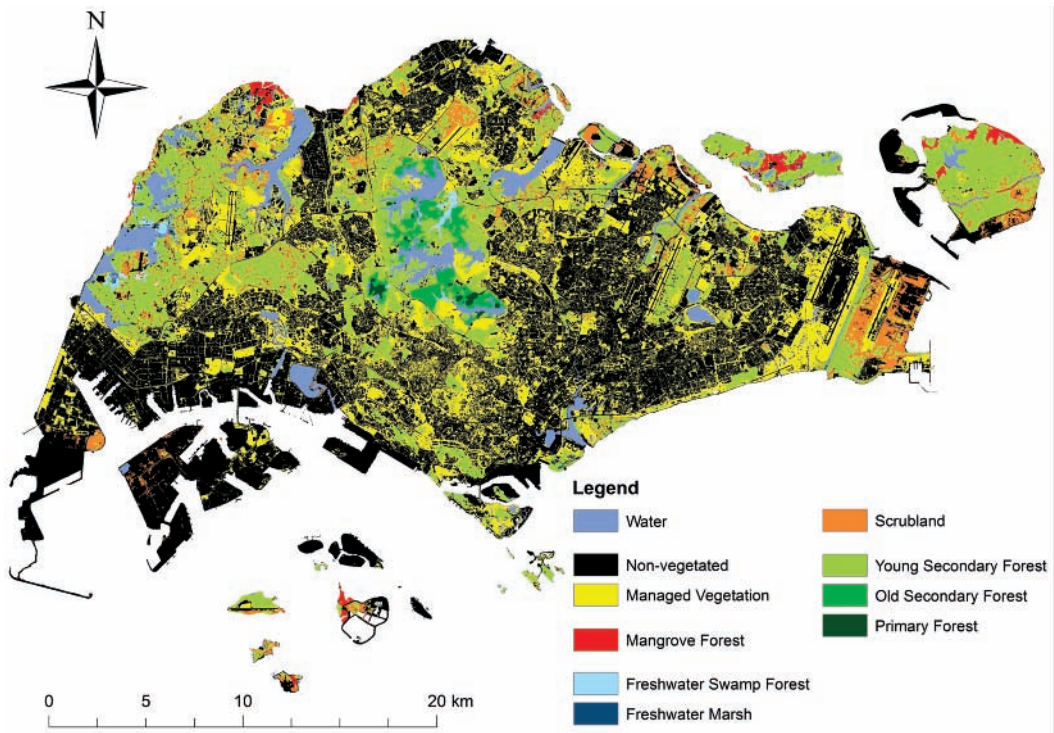 N
Legend
Water
Non-vegetated
Managed Vegetation
Mangrove Forest
Freshwater Swamp Forest
Freshwater Marsh
Scrubland
Young Secondary Forest
Old Secondary Forest
Primary Forest
0 5 10 20 km